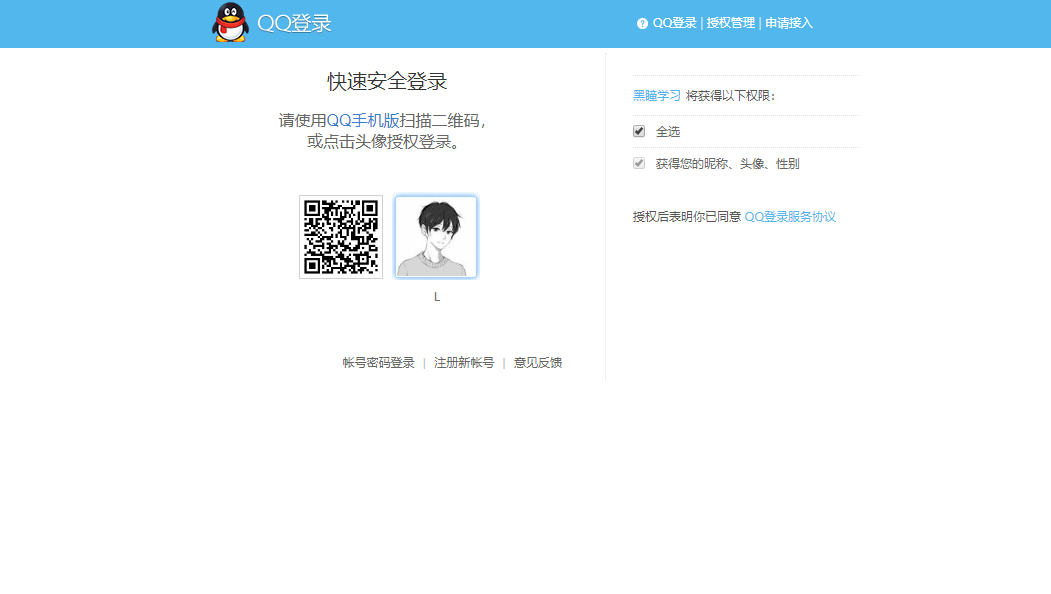 QQ登录
QQ登录 | 授权管理 | 申请接入
快速安全登录
请使用QQ手机版扫描二维码，
或点击头像授权登录。
L
帐号密码登录 | 注册新帐号 | 意见反馈
黑瞳学习 将获得以下权限：
全选
获得您的昵称、头像、性别
授权后表明你已同意 QQ登录服务协议